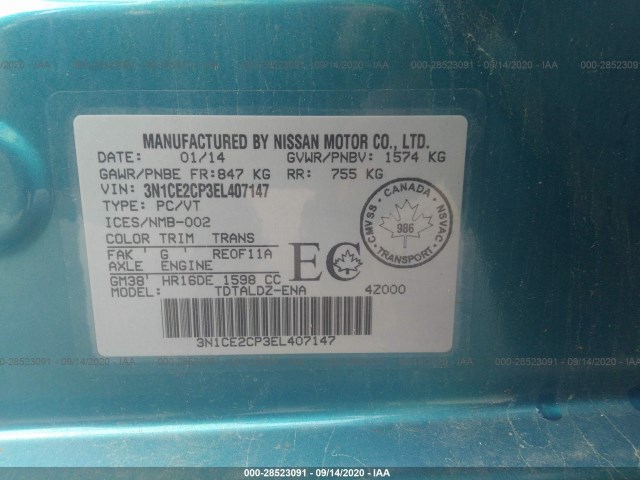 000-28523091 - 09/14/2020 - IAA
MANUFACTURED BY NISSAN MOTOR CO., LTD.
DATE: 01/14 GVWR/PNBV: 1574 KG
GAWR/PNBE FR:847 KG RR: 755 KG
VIN: 3N1CE2CP3EL407147
TYPE: PC/VT
ICES/NMB-002
COLOR TRIM TRANS
FAK' G' REOF11A
AXLE ENGINE
GM38' HR16DE 1598 CC
MODEL: TDTALDZ-ENA 4Z000
EC
CANADA
CMVSS
NSVAC
986
TRANSPORT
3N1CE2CP3EL407147
000-28523091 - 09/14/2020 - IAA